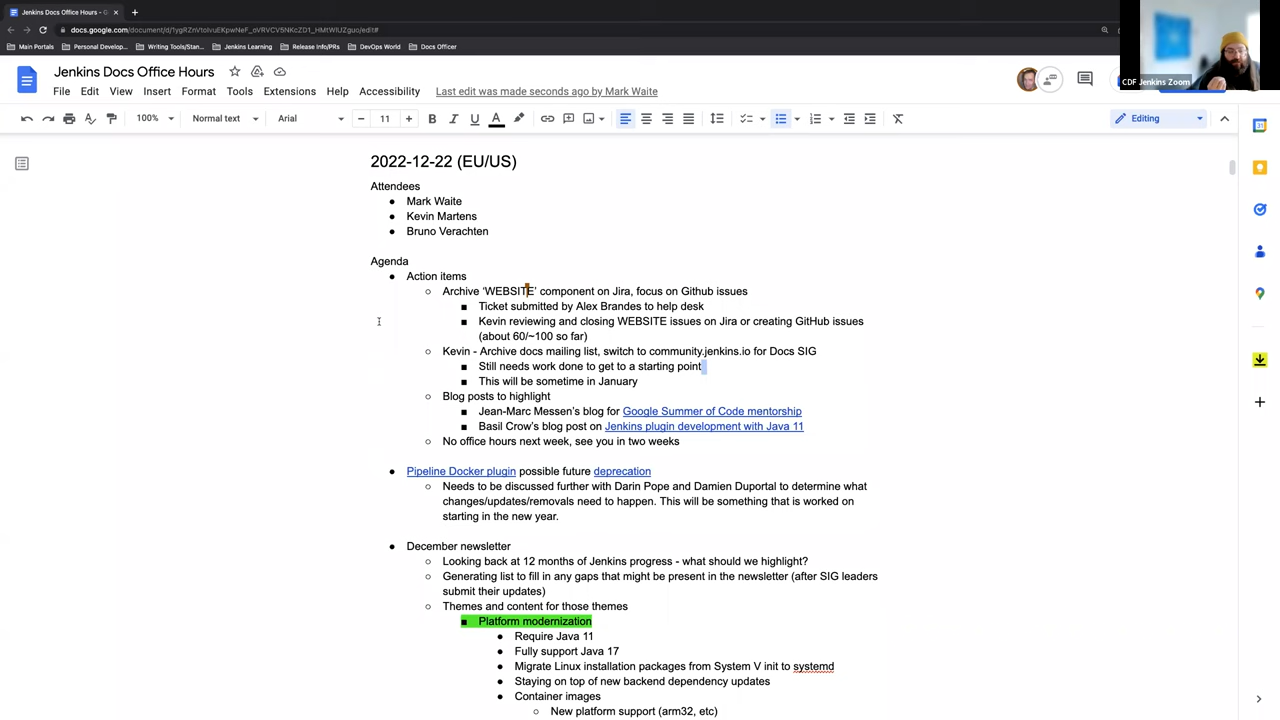 Jenkins Docs Office Hours - G
docs.google.com/document/d/1ygRZnVtolvuEKpwNeF_oVRVCV5NKcZD1_HMtWlUZguo/edit#
Main Portals
Personal Develop...
Writing Tools/Stan...
Jenkins Learning
Release Info/PRs
DevOps World
Docs Officer
CDF Jenkins Zoom
Jenkins Docs Office Hours
File Edit View Insert Format Tools Extensions Help Accessibility Last edit was made seconds ago by Mark Waite
100% Normal text Arial 11 Editing
2022-12-22 (EU/US)
Attendees
● Mark Waite
● Kevin Martens
● Bruno Verachten
Agenda
● Action items
○ Archive ‘WEBSITE’ component on Jira, focus on Github issues
■ Ticket submitted by Alex Brandes to help desk
■ Kevin reviewing and closing WEBSITE issues on Jira or creating GitHub issues
(about 60/~100 so far)
○ Kevin - Archive docs mailing list, switch to community.jenkins.io for Docs SIG
■ Still needs work done to get to a starting point
■ This will be sometime in January
○ Blog posts to highlight
■ Jean-Marc Messen’s blog for Google Summer of Code mentorship
■ Basil Crow’s blog post on Jenkins plugin development with Java 11
○ No office hours next week, see you in two weeks
● Pipeline Docker plugin possible future deprecation
○ Needs to be discussed further with Darin Pope and Damien Duportal to determine what
changes/updates/removals need to happen. This will be something that is worked on
starting in the new year.
● December newsletter
○ Looking back at 12 months of Jenkins progress - what should we highlight?
○ Generating list to fill in any gaps that might be present in the newsletter (after SIG leaders
submit their updates)
○ Themes and content for those themes
■ Platform modernization
● Require Java 11
● Fully support Java 17
● Migrate Linux installation packages from System V init to systemd
● Staying on top of new backend dependency updates
● Container images
○ New platform support (arm32, etc)